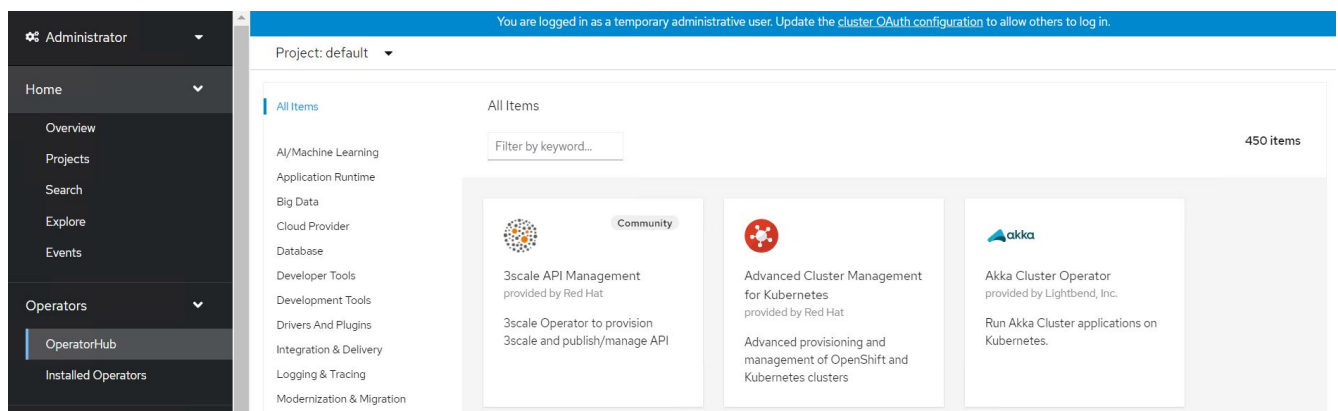 You are logged in as a temporary administrative user. Update the cluster OAuth configuration to allow others to log in.
Administrator
Project: default
Home
Overview
Projects
Search
Explore
Events
Operators
OperatorHub
Installed Operators
All Items
AI/Machine Learning
Application Runtime
Big Data
Cloud Provider
Database
Developer Tools
Development Tools
Drivers And Plugins
Integration & Delivery
Logging & Tracing
Modernization & Migration
All Items
Filter by keyword...
450 items
Community
3scale API Management
provided by Red Hat
3scale Operator to provision
3scale and publish/manage API
Advanced Cluster Management
for Kubernetes
provided by Red Hat
Advanced provisioning and
management of OpenShift and
Kubernetes clusters
akka
Akka Cluster Operator
provided by Lightbend, Inc.
Run Akka Cluster applications on
Kubernetes.